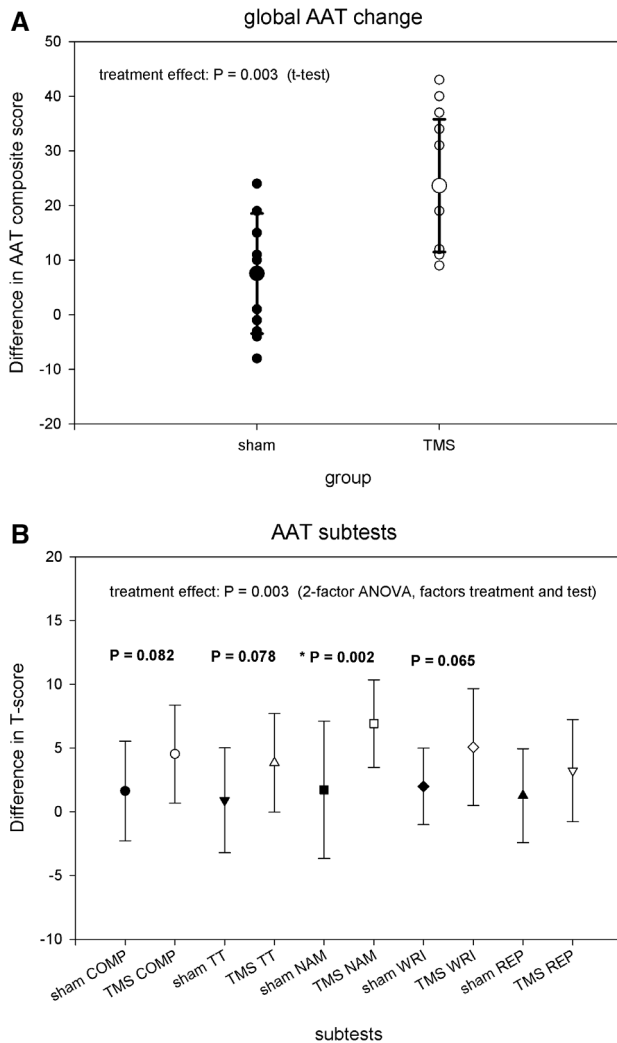 A
global AAT change
50
40
30
20
10
0
-10
-20
Difference in AAT composite score
treatment effect: P = 0.003 (t-test)
sham
TMS
group
B
AAT subtests
20
15
10
5
0
-5
-10
Difference in T-score
treatment effect: P = 0.003 (2-factor ANOVA, factors treatment and test)
P = 0.082 P = 0.078 * P = 0.002 P = 0.065
sham COMP
TMS COMP
sham TT
TMS TT
sham NAM
TMS NAM
sham WRI
TMS WRI
sham REP
TMS REP
subtests